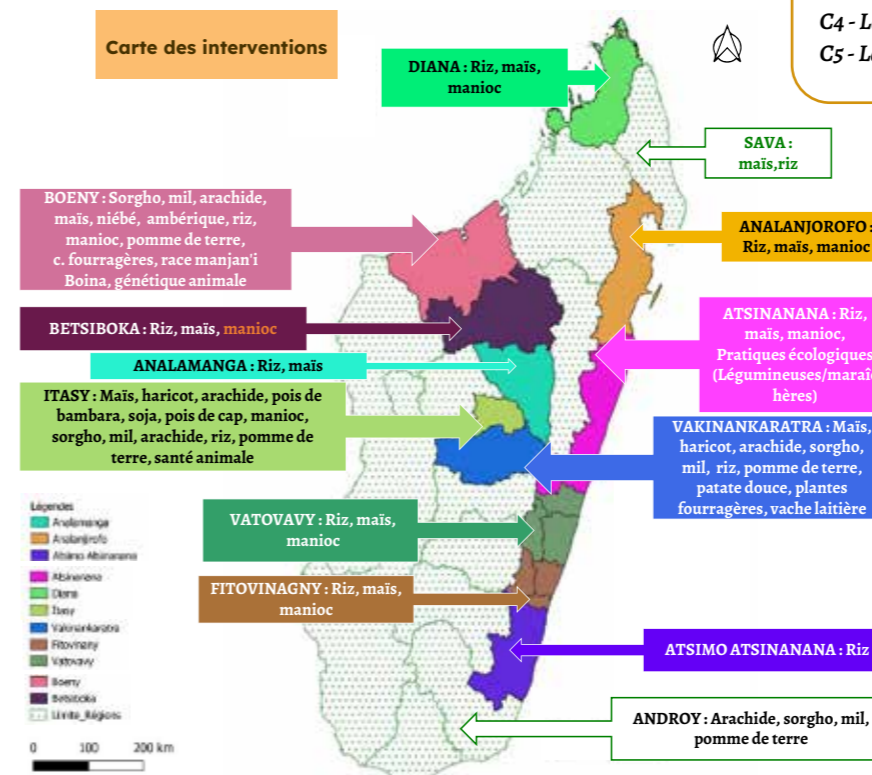 Carte des interventions
C4 - L
C5 - L
DIANA : Riz, maïs,
manioc
SAVA :
maïs,riz
BOENY : Sorgho, mil, arachide,
maïs, niébé, ambérique, riz,
manioc, pomme de terre,
c. fourragères, race manjan'i
Boina, génétique animale
ANALANJOROFO :
Riz, maïs, manioc
BETSIBOKA : Riz, maïs, manioc
ATSINANANA : Riz,
maïs, manioc,
Pratiques écologiques
(Légumineuses/maraîc
hères)
ANALAMANGA : Riz, maïs
ITASY : Maïs, haricot, arachide, pois de
bambara, soja, pois de cap, manioc,
sorgho, mil, arachide, riz, pomme de
terre, santé animale
VAKINANKARATRA : Maïs,
haricot, arachide, sorgho,
mil, riz, pomme de terre,
patate douce, plantes
fourragères, vache laitière
VATOVAVY : Riz, maïs,
manioc
FITOVINAGNY : Riz, maïs,
manioc
ATSIMO ATSINANANA : Riz
ANDROY : Arachide, sorgho, mil,
pomme de terre
Légendes
Analamanga
Analanjirofo
Atsimo Atsinanana
Atsinanana
Diana
Itasy
Vakinankaratra
Fitovinany
Vatovavy
Boeny
Betsiboka
Limite_Régions
0 100 200 km